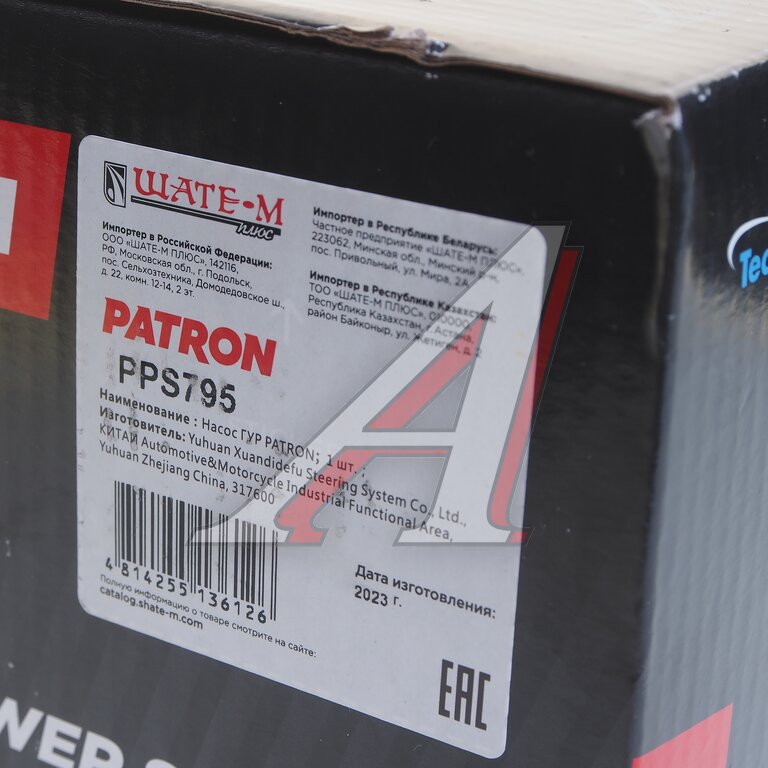 ШАТЕ-М
плюс
Импортер в Российской Федерации:
ООО «ШАТЕ-М ПЛЮС», 142116,
РФ, Московская обл., г. Подольск,
пос. Сельхозтехника, Домодедовское ш.,
д. 22, комн. 12-14, 2 эт.
Импортер в Республике Беларусь:
Частное предприятие «ШАТЕ-М ПЛЮС»,
223062, Минская обл., Минский р-н,
пос. Привольный, ул. Мира, 2А
Импортер в Республике Казахстан:
ТОО «ШАТЕ-М ПЛЮС», 010000,
Республика Казахстан, г. Астана,
район Байконыр, ул. Жетиген, д.
PATRON
PPS795
Наименование : Насос ГУР PATRON; 1 шт. ,
Изготовитель: Yuhuan Xuandidefu Steering System Co., Ltd.,
КИТАЙ Automotive&Motorcycle Industrial Functional Area,
Yuhuan Zhejiang China, 317600
4 814255 136126
Дата изготовления:
2023 г.
Полную информацию о товаре смотрите на сайте:
catalog.shate-m.com
EAC
Tec
WER